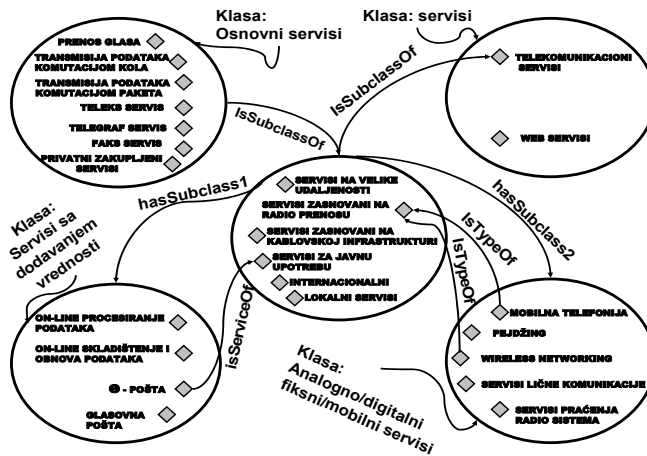 Klasa:
Osnovni servisi
PRENOS GLASA
TRANSMISIJA PODATAKA
KOMUTACIJOM KOLA
TRANSMISIJA PODATAKA
KOMUTACIJOM PAKETA
TELEKS SERVIS
TELEGRAF SERVIS
FAKS SERVIS
PRIVATNI ZAKUPLJENI
SERVISI
Klasa: servisi
TELEKOMUNIKACIONI
SERVISI
WEB SERVISI
IsSubclassOf
IsSubclassOf
SERVISI NA VELIKE
UDALJENOSTI
SERVISI ZASNOVANI NA
RADIO PRENOSU
SERVISI ZASNOVANI NA
KABLOVSKOJ INFRASTRUKTURI
SERVISI ZA JAVNU
UPOTREBU
INTERNACIONALNI
LOKALNI SERVISI
hasSubclass1
hasSubclass2
IsTypeOf
IsTypeOf
isServiceOf
Klasa:
Servisi sa
dodavanjem
vrednosti
ON-LINE PROCESIRANJE
PODATAKA
ON-LINE SKLADIŠTENJE I
OBNOVA PODATAKA
e - POŠTA
GLASOVNA
POŠTA
Klasa:
Analogno/digitalni
fiksni/mobilni servisi
MOBILNA TELEFONIJA
PEJDŽING
WIRELESS NETWORKING
SERVISI LIČNE KOMUNIKACIJE
SERVISI PRAĆENJA
RADIO SISTEMA